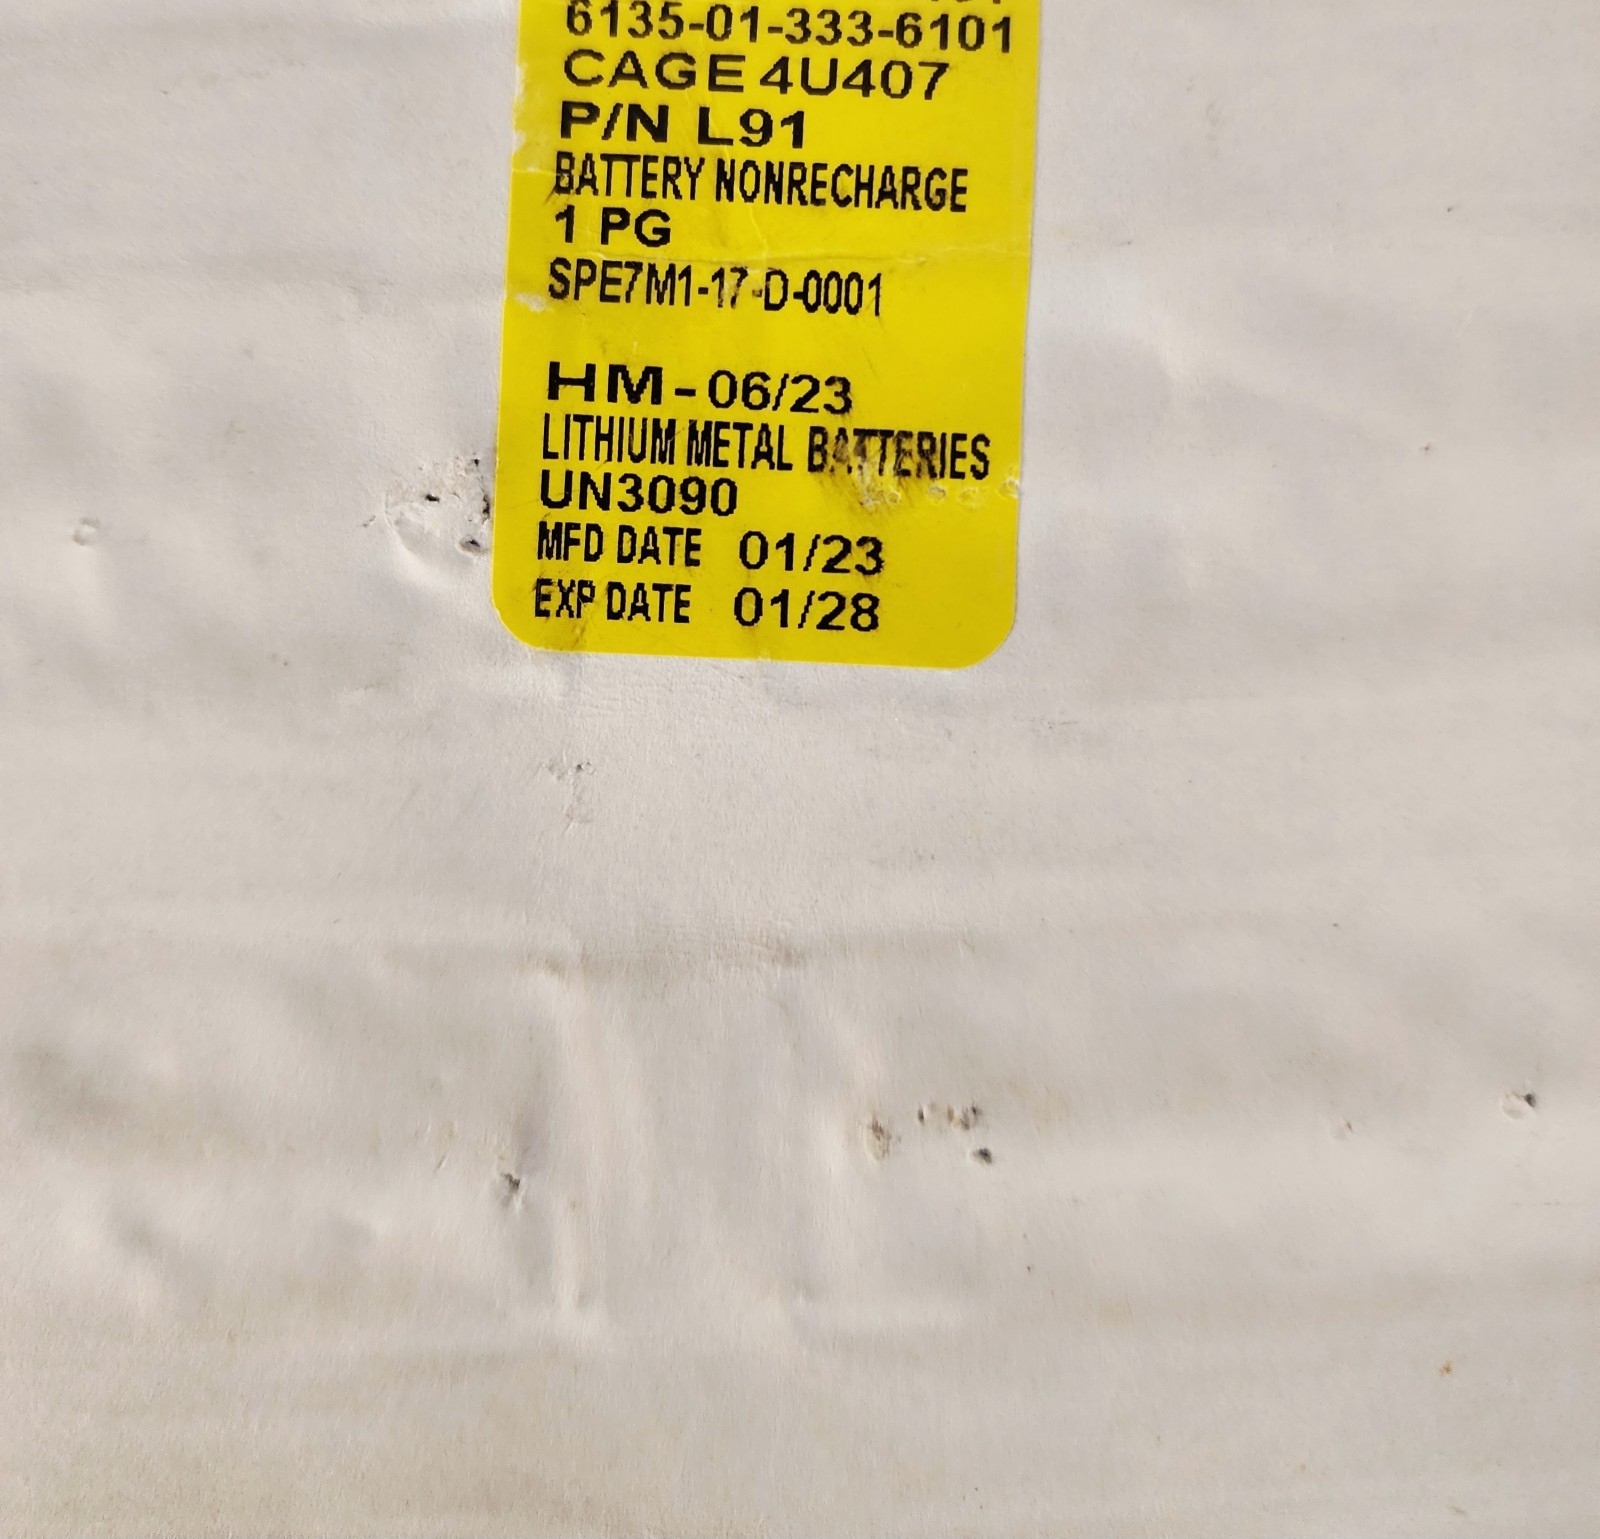 6135-01-333-6101
CAGE 4U407
P/N L91
BATTERY NONRECHARGE
1 PG
SPE7M1-17-D-0001
HM-06/23
LITHIUM METAL BATTERIES
UN3090
MFD DATE 01/23
EXP DATE 01/28